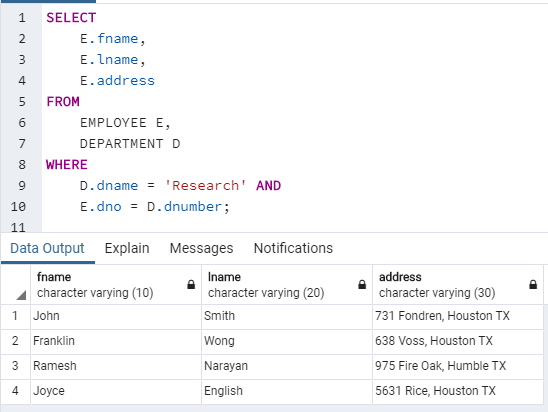 1 SELECT
2 E.fname,
3 E.lname,
4 E.address
5 FROM
6 EMPLOYEE E,
7 DEPARTMENT D
8 WHERE
9 D.dname = 'Research' AND
10 E.dno = D.dnumber;
11
Data Output Explain Messages Notifications
fname lname address
character varying (10) character varying (20) character varying (30)
1 John Smith 731 Fondren, Houston TX
2 Franklin Wong 638 Voss, Houston TX
3 Ramesh Narayan 975 Fire Oak, Humble TX
4 Joyce English 5631 Rice, Houston TX